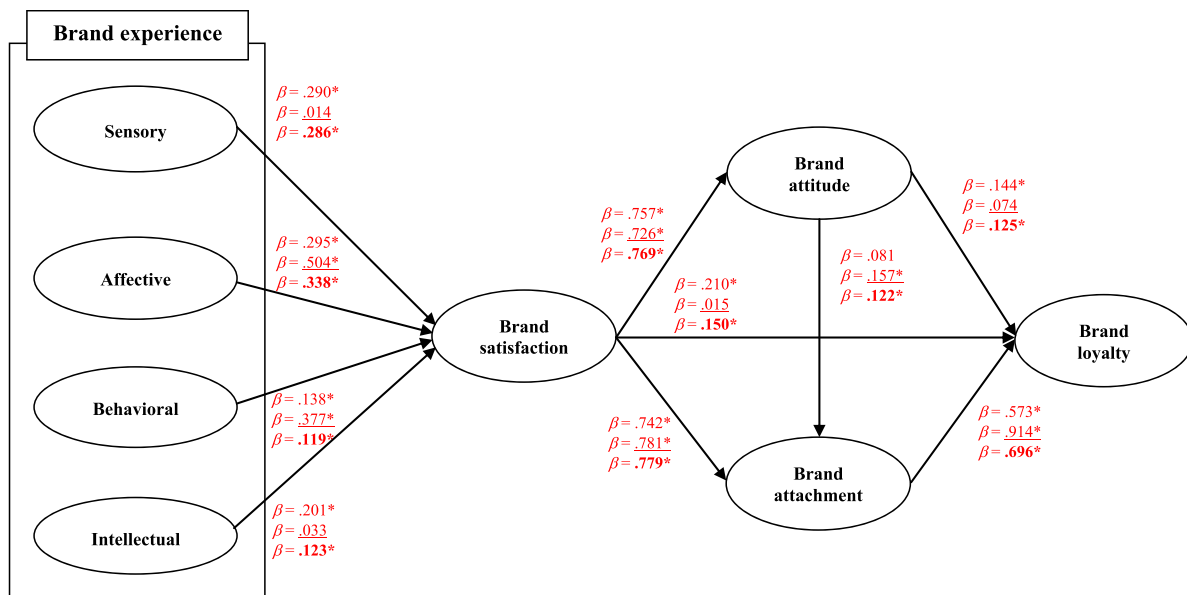 Brand experience
Sensory
β = .290*
β = .014
β = .286*
Affective
β = .295*
β = .504*
β = .338*
Behavioral
β = .138*
β = .377*
β = .119*
Intellectual
β = .201*
β = .033
β = .123*
Brand
satisfaction
β = .757*
β = .726*
β = .769*
β = .210*
β = .015
β = .150*
β = .742*
β = .781*
β = .779*
Brand
attitude
β = .081
β = .157*
β = .122*
Brand
attachment
β = .144*
β = .074
β = .125*
β = .573*
β = .914*
β = .696*
Brand
loyalty